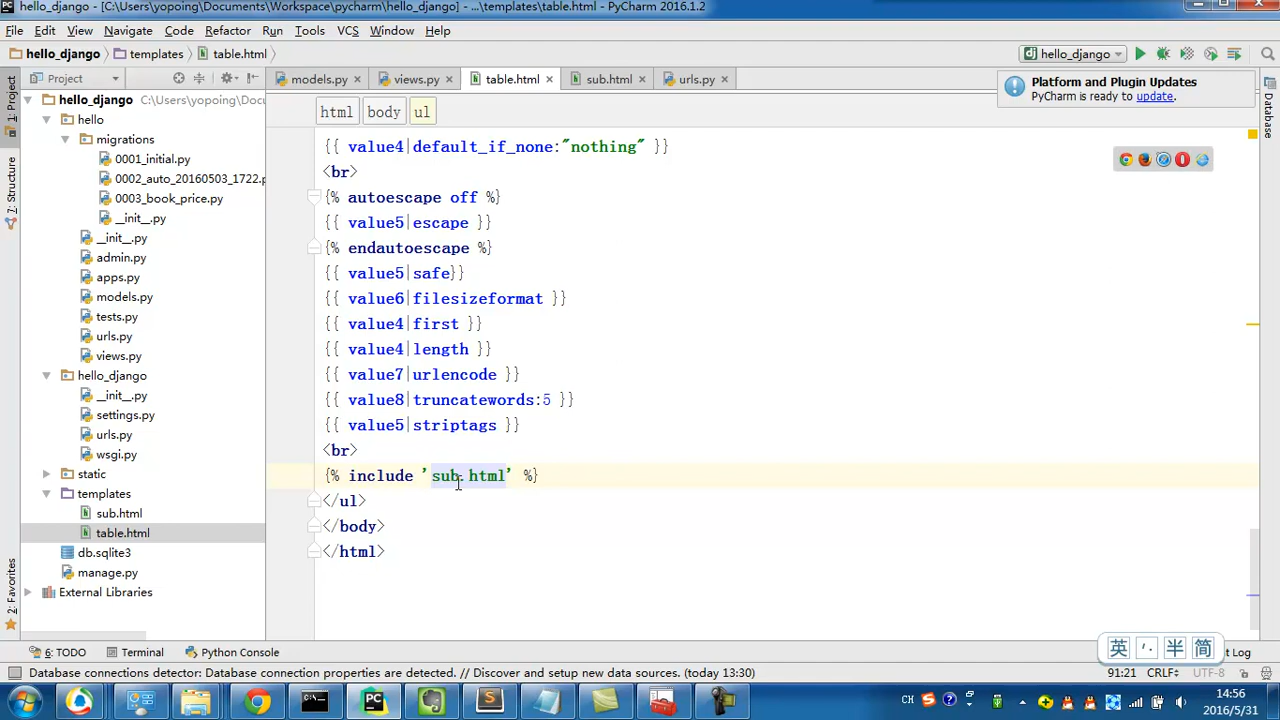 hello_django - [C:\Users\yopoing\Documents\Workspace\pycharm\hello_django] - ...\templates\table.html - PyCharm 2016.1.2
File Edit View Navigate Code Refactor Run Tools VCS Window Help
hello_django templates table.html hello_django
1: Project
7: Structure
2: Favorites
Database
Project
models.py views.py table.html sub.html urls.py
Platform and Plugin Updates
PyCharm is ready to update.
html body ul
hello_django C:\Users\yopoing\Docu
hello
migrations
0001_initial.py
0002_auto_20160503_1722.p
0003_book_price.py
__init__.py
__init__.py
admin.py
apps.py
models.py
tests.py
urls.py
views.py
hello_django
__init__.py
settings.py
urls.py
wsgi.py
static
templates
sub.html
table.html
db.sqlite3
manage.py
External Libraries
{{ value4|default_if_none:"nothing" }}
<br>
{% autoescape off %}
{{ value5|escape }}
{% endautoescape %}
{{ value5|safe}}
{{ value6|filesizeformat }}
{{ value4|first }}
{{ value4|length }}
{{ value7|urlencode }}
{{ value8|truncatewords:5 }}
{{ value5|striptags }}
<br>
{% include 'sub.html' %}
</ul>
</body>
</html>
英 半 简
6: TODO Terminal Python Console t Log
Database connections detector: Database connection properties are detected. // Discover and setup new data sources. (today 13:30) 91:21 CRLF UTF-8
CH 14:56
2016/5/31